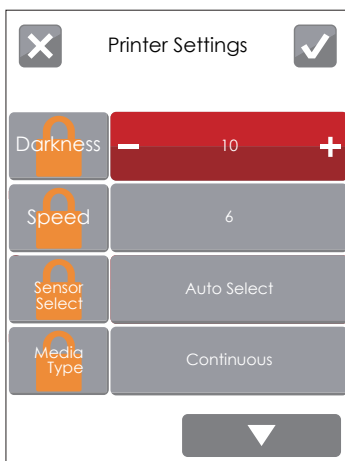 Printer Settings
Darkness
− 10 +
Speed
6
Sensor
Select
Auto Select
Media
Type
Continuous